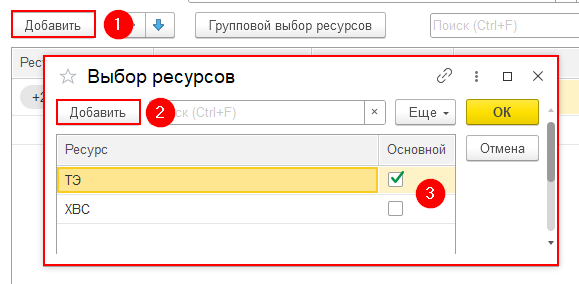 Добавить 1 Групповой выбор ресурсов Поиск (Ctrl+F)
Выбор ресурсов
+2
Добавить 2 (Ctrl+F) × Еще ОК
Ресурс Основной Отмена
ТЭ
3
ХВС